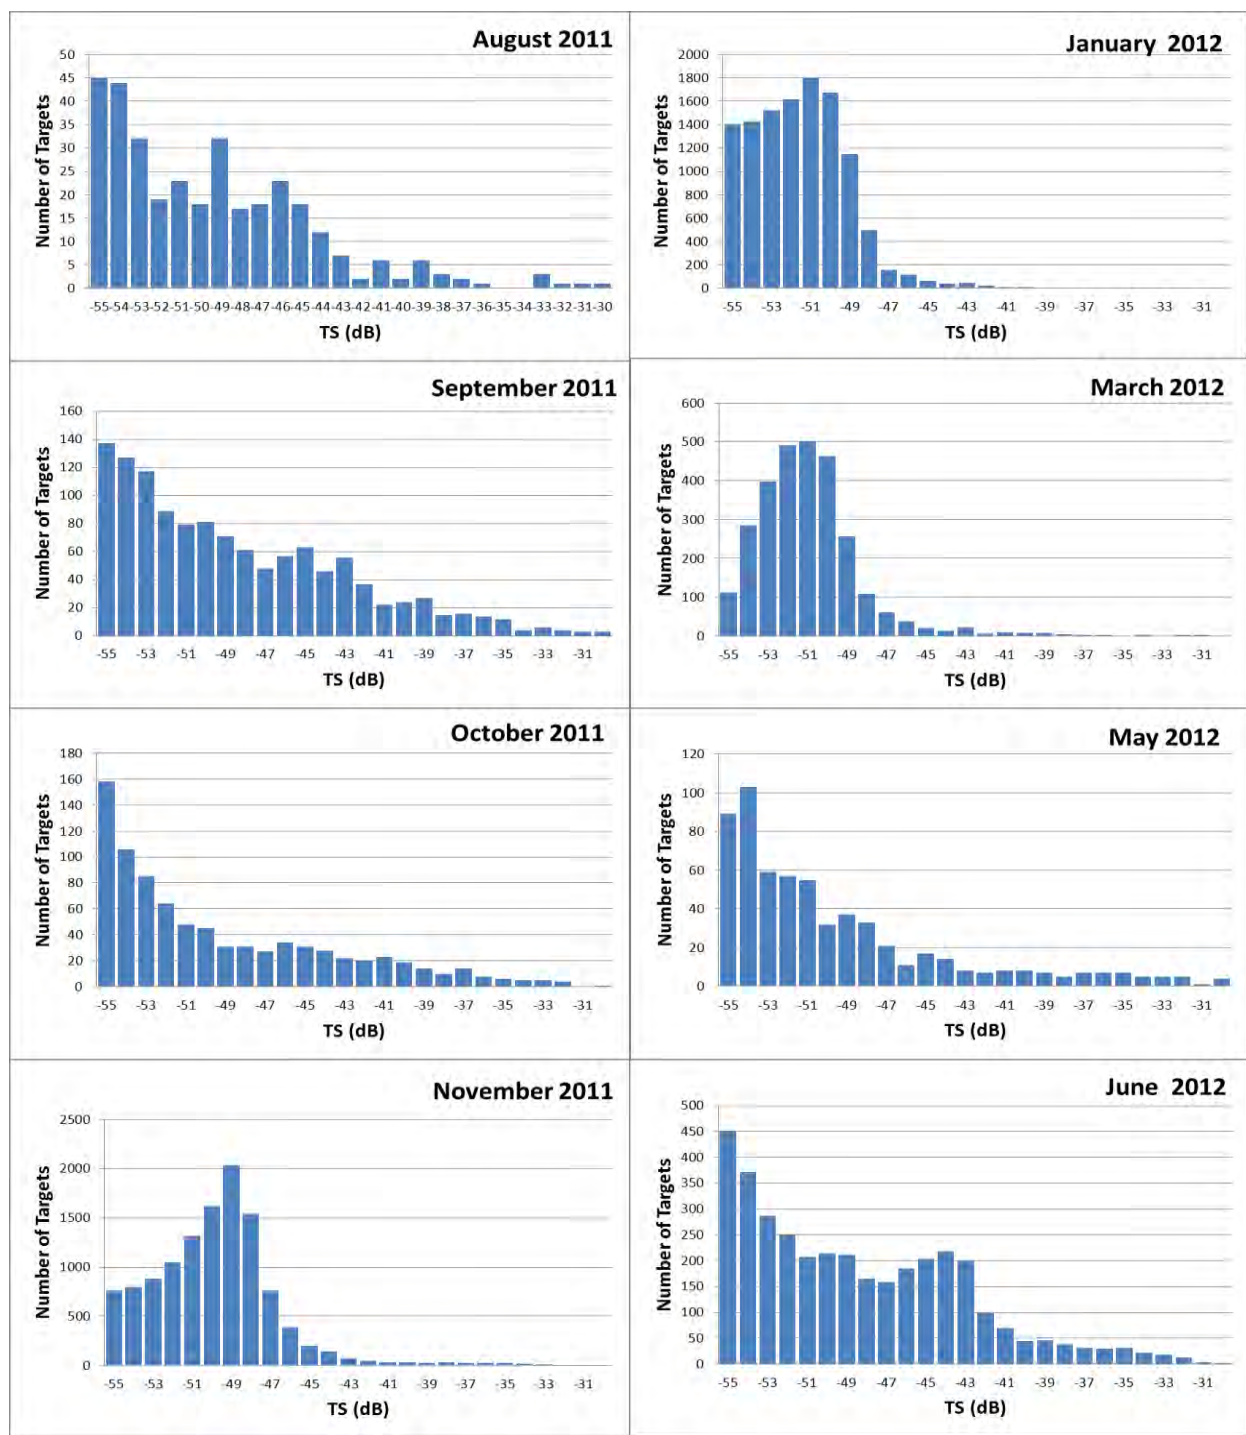 August 2011
50
45
40
35
30
25
20
15
10
5
0
Number of Targets
-55 -54 -53 -52 -51 -50 -49 -48 -47 -46 -45 -44 -43 -42 -41 -40 -39 -38 -37 -36 -35 -34 -33 -32 -31 -30
TS (dB)
January 2012
2000
1800
1600
1400
1200
1000
800
600
400
200
0
Number of Targets
-55 -53 -51 -49 -47 -45 -43 -41 -39 -37 -35 -33 -31
TS (dB)
September 2011
160
140
120
100
80
60
40
20
0
Number of Targets
-55 -53 -51 -49 -47 -45 -43 -41 -39 -37 -35 -33 -31
TS (dB)
March 2012
600
500
400
300
200
100
0
Number of Targets
-55 -53 -51 -49 -47 -45 -43 -41 -39 -37 -35 -33 -31
TS (dB)
October 2011
180
160
140
120
100
80
60
40
20
0
Number of Targets
-55 -53 -51 -49 -47 -45 -43 -41 -39 -37 -35 -33 -31
TS (dB)
May 2012
120
100
80
60
40
20
0
Number of Targets
-55 -53 -51 -49 -47 -45 -43 -41 -39 -37 -35 -33 -31
TS (dB)
November 2011
2500
2000
1500
1000
500
0
Number of Targets
-55 -53 -51 -49 -47 -45 -43 -41 -39 -37 -35 -33 -31
TS (dB)
June 2012
500
450
400
350
300
250
200
150
100
50
0
Number of Targets
-55 -53 -51 -49 -47 -45 -43 -41 -39 -37 -35 -33 -31
TS (dB)